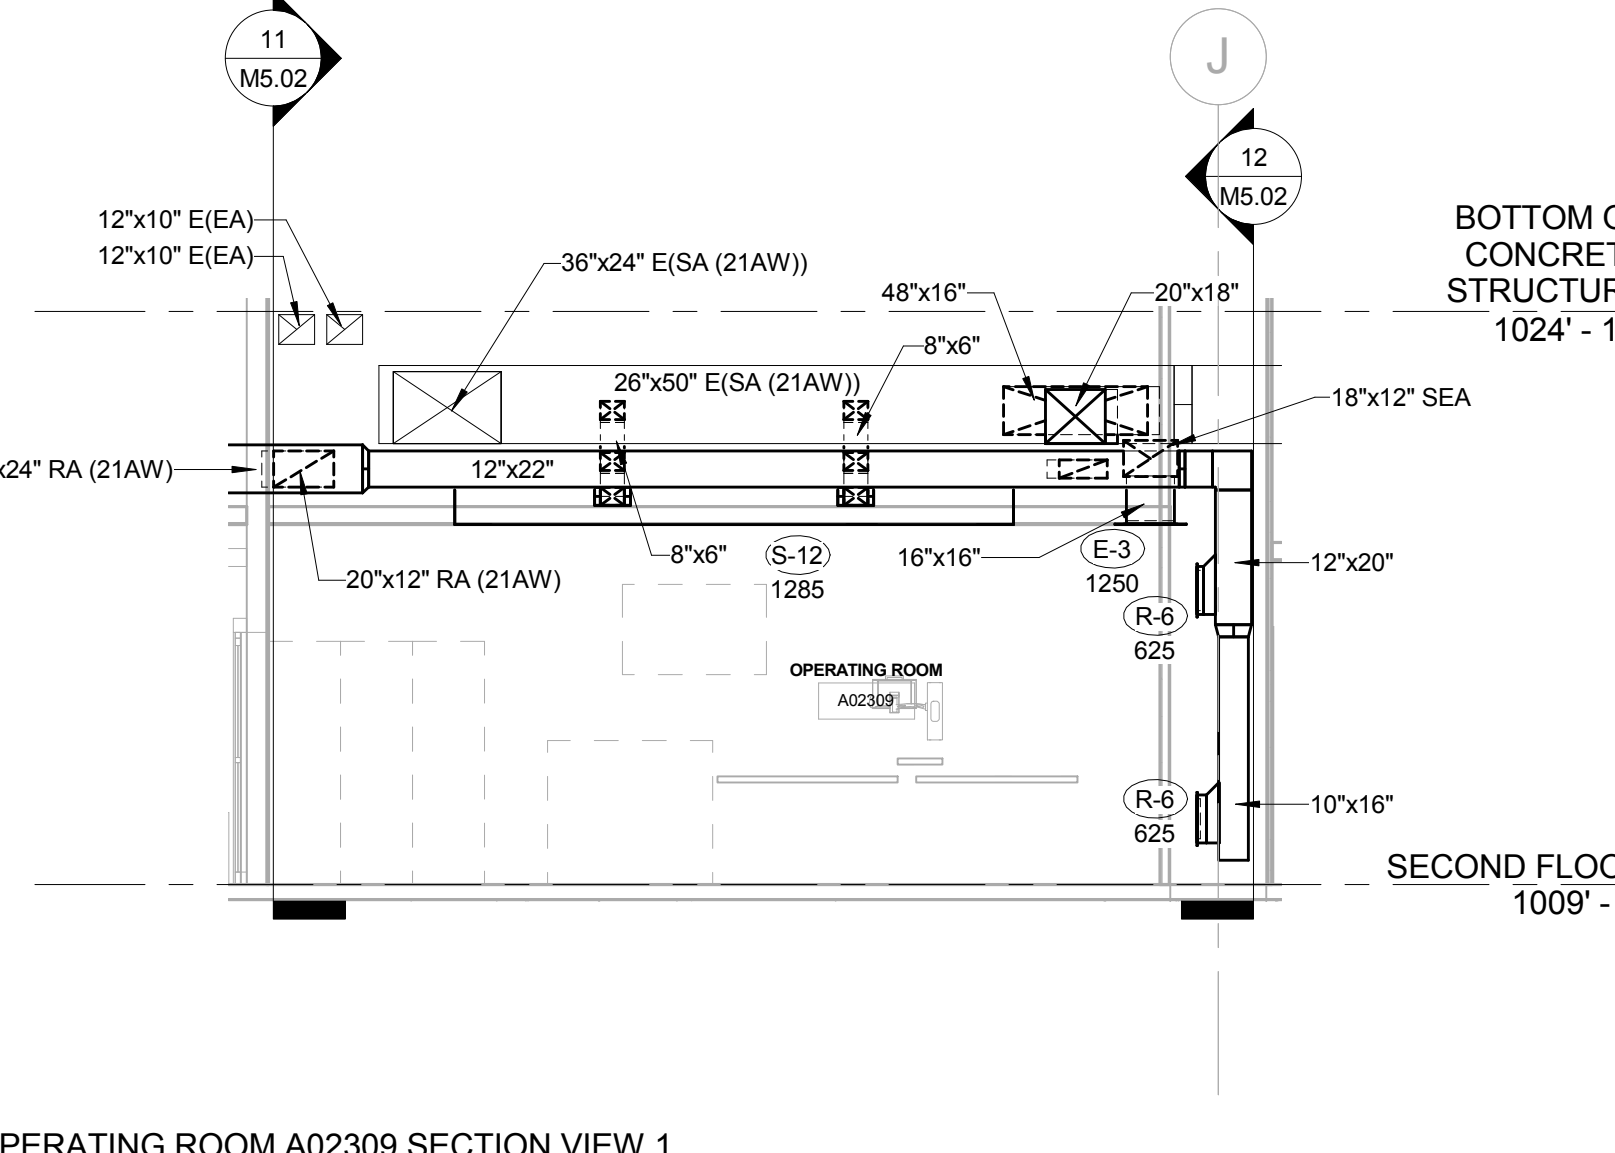 11
M5.02
J
12
M5.02
12"x10" E(EA)
12"x10" E(EA)
36"x24" E(SA (21AW))
48"x16"
20"x18"
BOTTOM
1024' - 1
8"x6"
26"x50" E(SA (21AW))
18"x12" SEA
x24" RA (21AW)
12"x22"
20"x12" RA (21AW)
8"x6"
S-12
1285
16"x16"
E-3
1250
12"x20"
R-6
625
OPERATING ROOM
A02309
R-6
625
10"x16"
SECOND
1009' -
PERATING ROOM A02309 SECTION VIEW 1